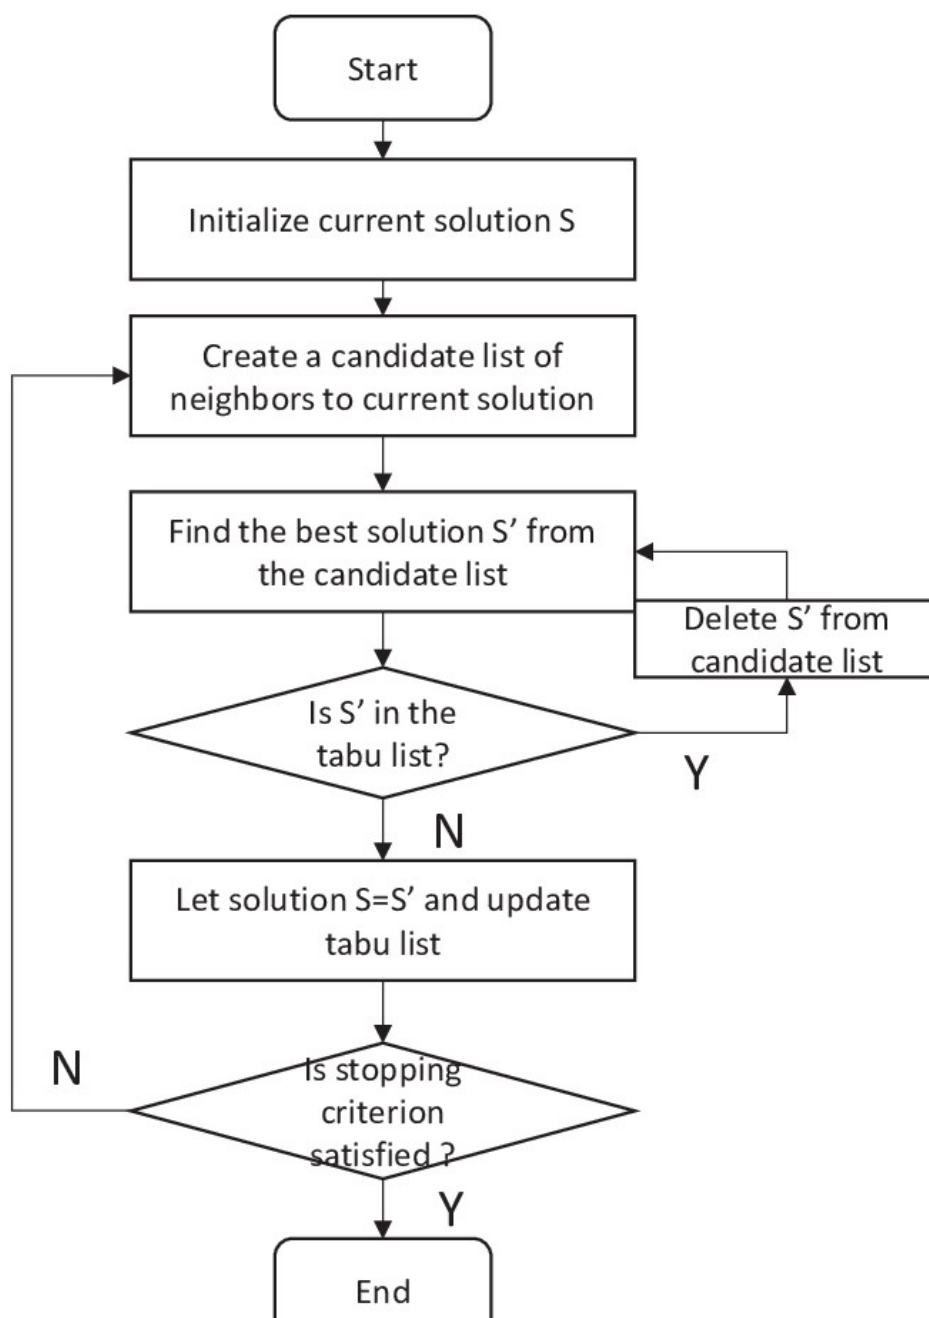 Start
Initialize current solution S
Create a candidate list of
neighbors to current solution
Find the best solution S’ from
the candidate list
Delete S’ from
candidate list
Is S’ in the
tabu list?
Y
N
Let solution S=S’ and update
tabu list
N
Is stopping
criterion
satisfied ?
Y
End